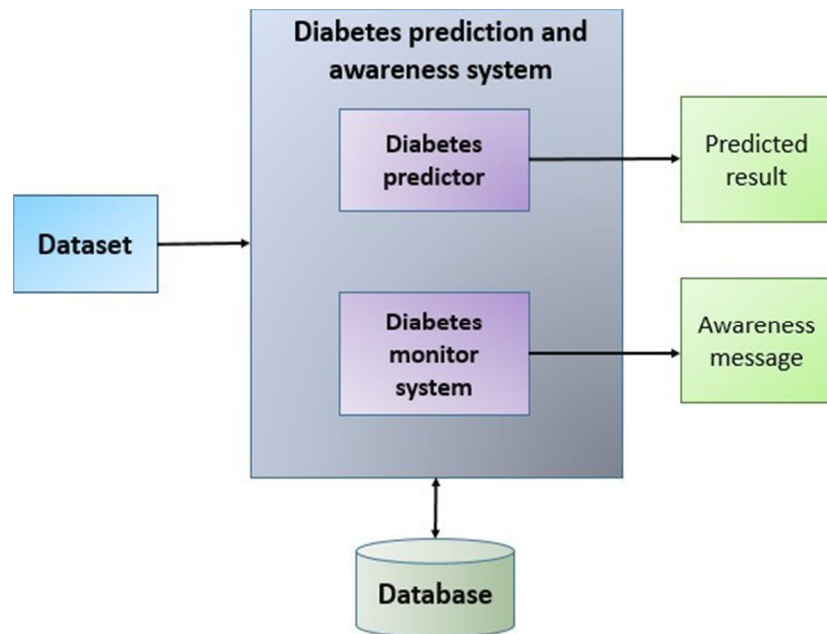 Diabetes prediction and
awareness system
Diabetes
predictor
Predicted
result
Dataset
Diabetes
monitor
system
Awareness
message
Database